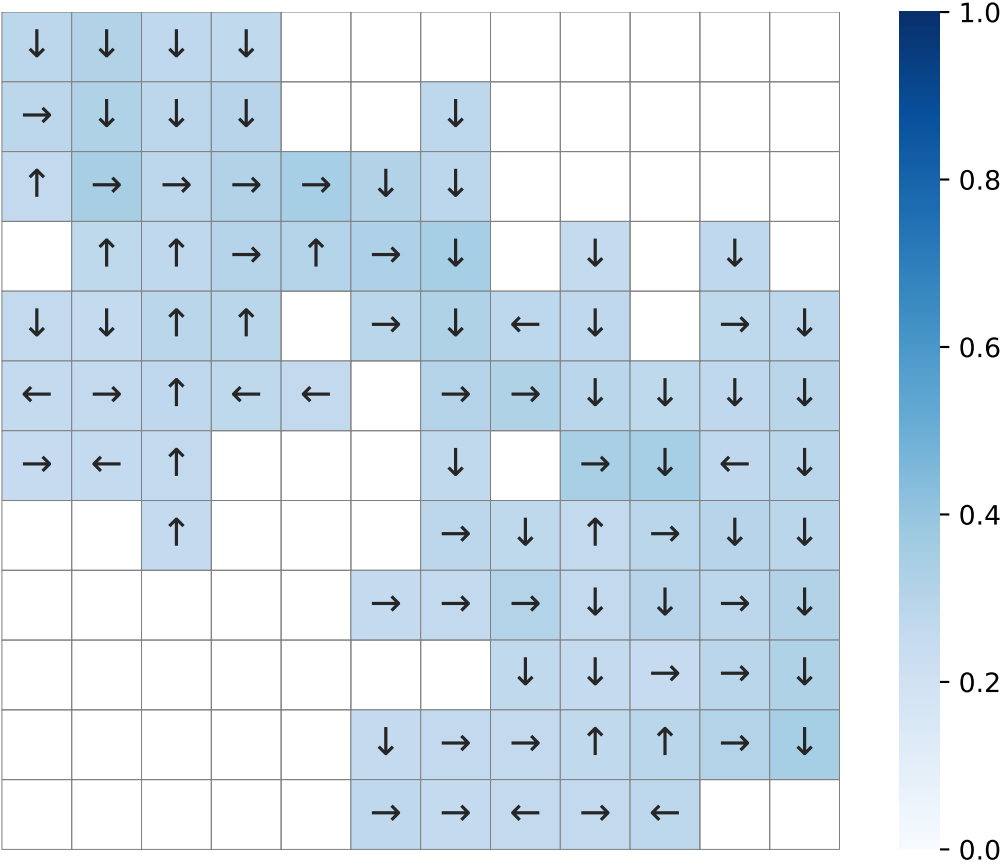 ↓ ↓ ↓ ↓
→ ↓ ↓ ↓ ↓
↑ → → → → ↓ ↓
↑ ↑ → ↑ → ↓ ↓ ↓
↓ ↓ ↑ ↑ → ↓ ← ↓ → ↓
← → ↑ ← ← → → ↓ ↓ ↓ ↓
→ ← ↑ ↓ → ↓ ← ↓
↑ → ↓ ↑ → ↓ ↓
→ → → ↓ ↓ → ↓
↓ ↓ → → ↓
↓ → → ↑ ↑ → ↓
→ → ← → ←
1.0
0.8
0.6
0.4
0.2
0.0